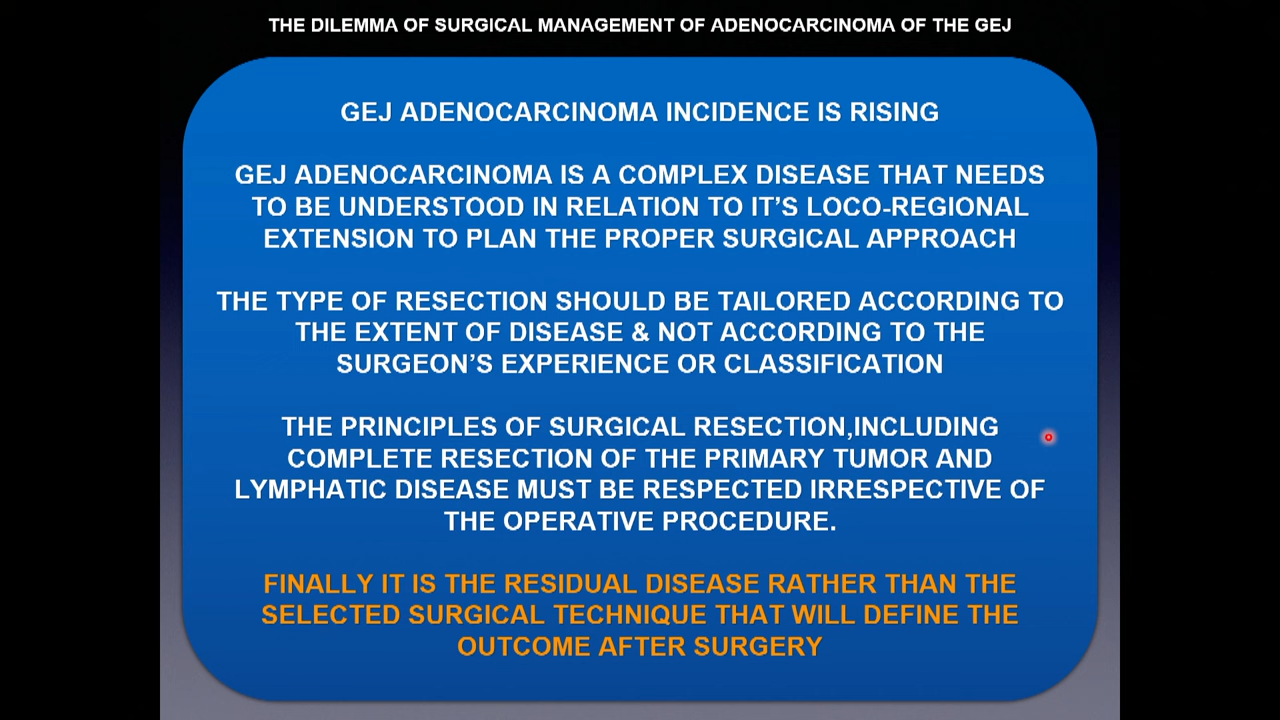 THE DILEMMA OF SURGICAL MANAGEMENT OF ADENOCARCINOMA OF THE GEJ
GEJ ADENOCARCINOMA INCIDENCE IS RISING
GEJ ADENOCARCINOMA IS A COMPLEX DISEASE THAT NEEDS
TO BE UNDERSTOOD IN RELATION TO IT’S LOCO-REGIONAL
EXTENSION TO PLAN THE PROPER SURGICAL APPROACH
THE TYPE OF RESECTION SHOULD BE TAILORED ACCORDING TO
THE EXTENT OF DISEASE & NOT ACCORDING TO THE
SURGEON’S EXPERIENCE OR CLASSIFICATION
THE PRINCIPLES OF SURGICAL RESECTION,INCLUDING
COMPLETE RESECTION OF THE PRIMARY TUMOR AND
LYMPHATIC DISEASE MUST BE RESPECTED IRRESPECTIVE OF
THE OPERATIVE PROCEDURE.
FINALLY IT IS THE RESIDUAL DISEASE RATHER THAN THE
SELECTED SURGICAL TECHNIQUE THAT WILL DEFINE THE
OUTCOME AFTER SURGERY